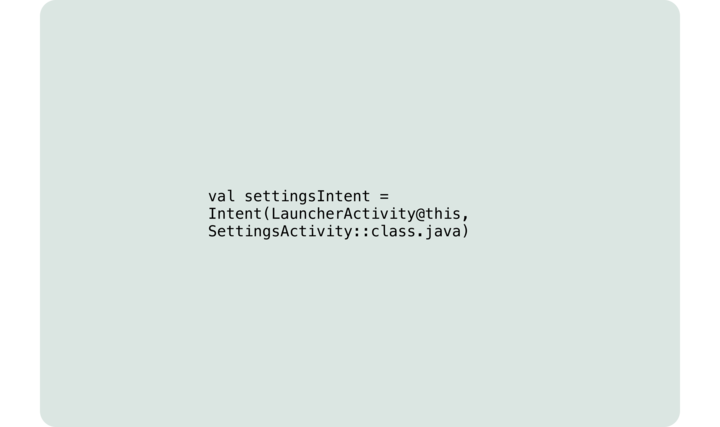 val settingsIntent =
Intent(LauncherActivity@this,
SettingsActivity::class.java)